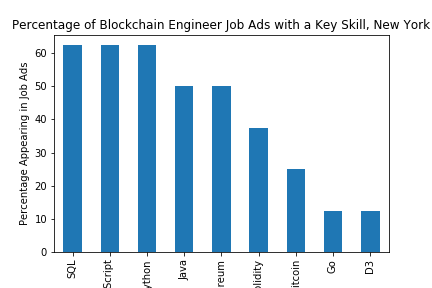 Percentage of Blockchain Engineer Job Ads with a Key Skill, New York
Percentage Appearing in Job Ads
60
50
40
30
20
10
0
SQL
Script
ython
Java
reum
olidity
itcoin
Go
D3